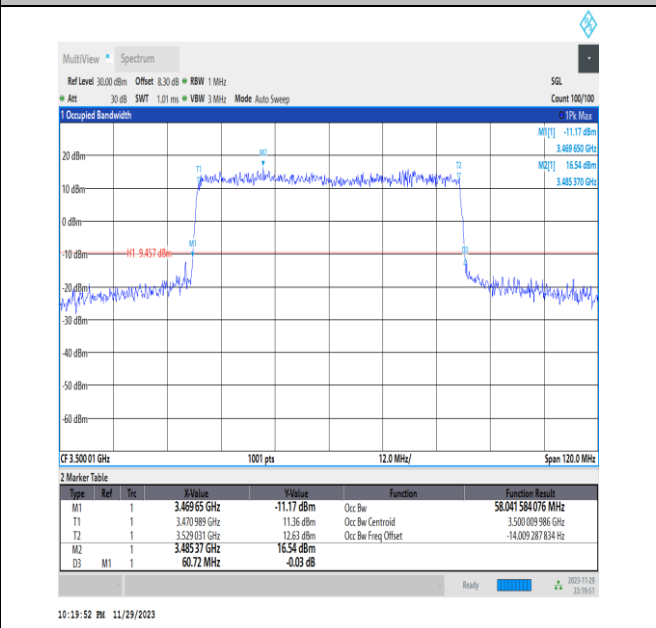 MultiView Spectrum
Ref Level 30.00 dBm Offset 8.30 dB RBW 1 MHz SGL
Att 30 dB SWT 1.01 ms VBW 3 MHz Mode Auto Sweep Count 100/100
1 Occupied Bandwidth 1Pk Max
M1[1] -11.17 dBm
3.469 650 GHz
M2[1] 16.54 dBm
3.485 370 GHz
M2
T1
T2
20 dBm
10 dBm
0 dBm
M1
D3
-10 dBm
H1 -9.457 dBm
-20 dBm
-30 dBm
-40 dBm
-50 dBm
-60 dBm
CF 3.500 01 GHz 1001 pts 12.0 MHz/ Span 120.0 MHz
2 Marker Table
Type Ref Trc X-Value Y-Value Function Function Result
M1 1 3.469 65 GHz -11.17 dBm Occ Bw 58.041 584 076 MHz
T1 1 3.470 989 GHz 11.36 dBm Occ Bw Centroid 3.500 009 986 GHz
T2 1 3.529 031 GHz 12.63 dBm Occ Bw Freq Offset -14.009 287 834 Hz
M2 1 3.485 37 GHz 16.54 dBm
D3 M1 1 60.72 MHz -0.03 dB
Ready 2023-11-29
22:19:51
10:19:52 PM 11/29/2023